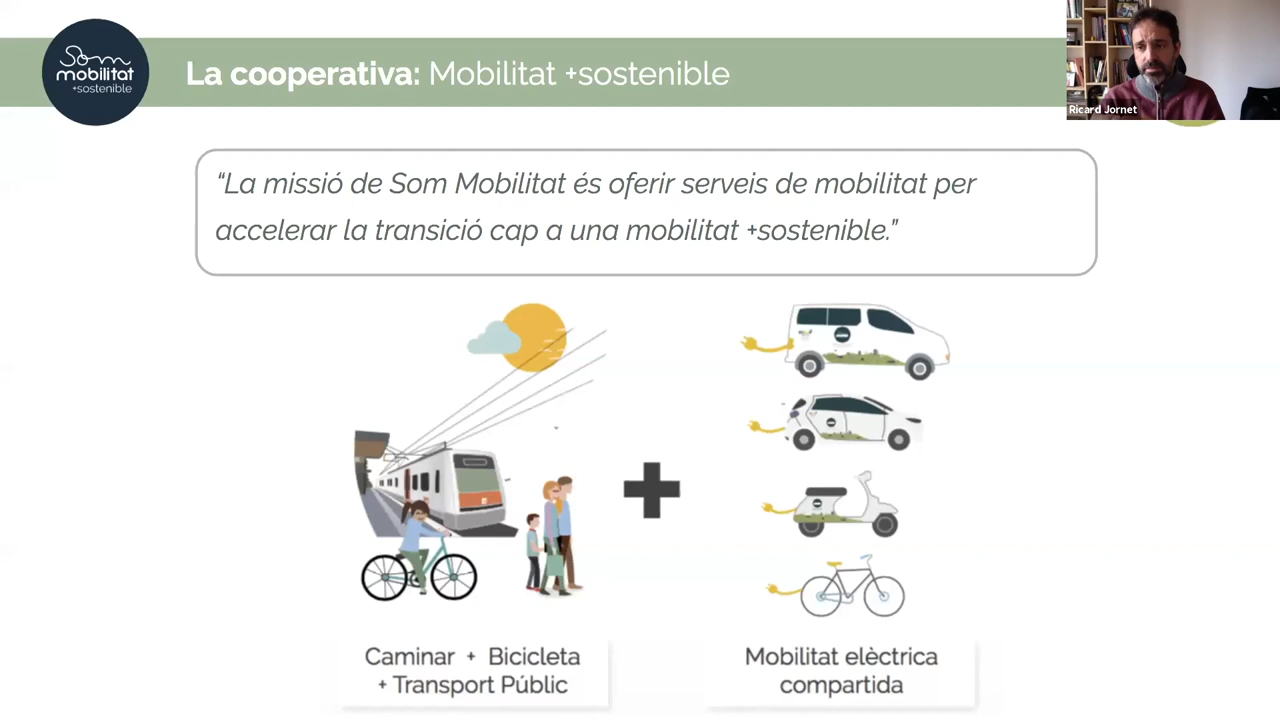 Som
mobilitat
+sostenible
La cooperativa: Mobilitat +sostenible
Ricard Jornet
“La missió de Som Mobilitat és oferir serveis de mobilitat per
accelerar la transició cap a una mobilitat +sostenible.”
Caminar + Bicicleta
+ Transport Públic
Mobilitat elèctrica
compartida